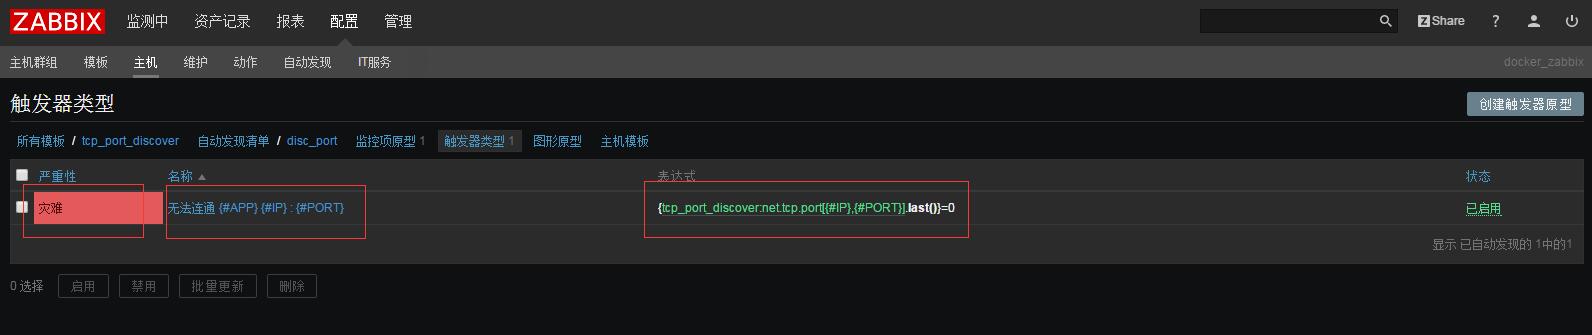 ZABBIX 监测中 资产记录 报表 配置 管理 Z Share ?
主机群组 模板 主机 维护 动作 自动发现 IT服务 docker_zabbix
触发器类型 创建触发器原型
所有模板 / tcp_port_discover 自动发现清单 / disc_port 监控项原型 1 触发器类型 1 图形原型 主机模板
严重性 名称 表达式 状态
灾难 无法连通 {#APP} {#IP} : {#PORT} {tcp_port_discover:net.tcp.port[{#IP},{#PORT}].last()}=0 已启用
显示 已自动发现的 1中的1
0 选择 启用 禁用 批量更新 删除